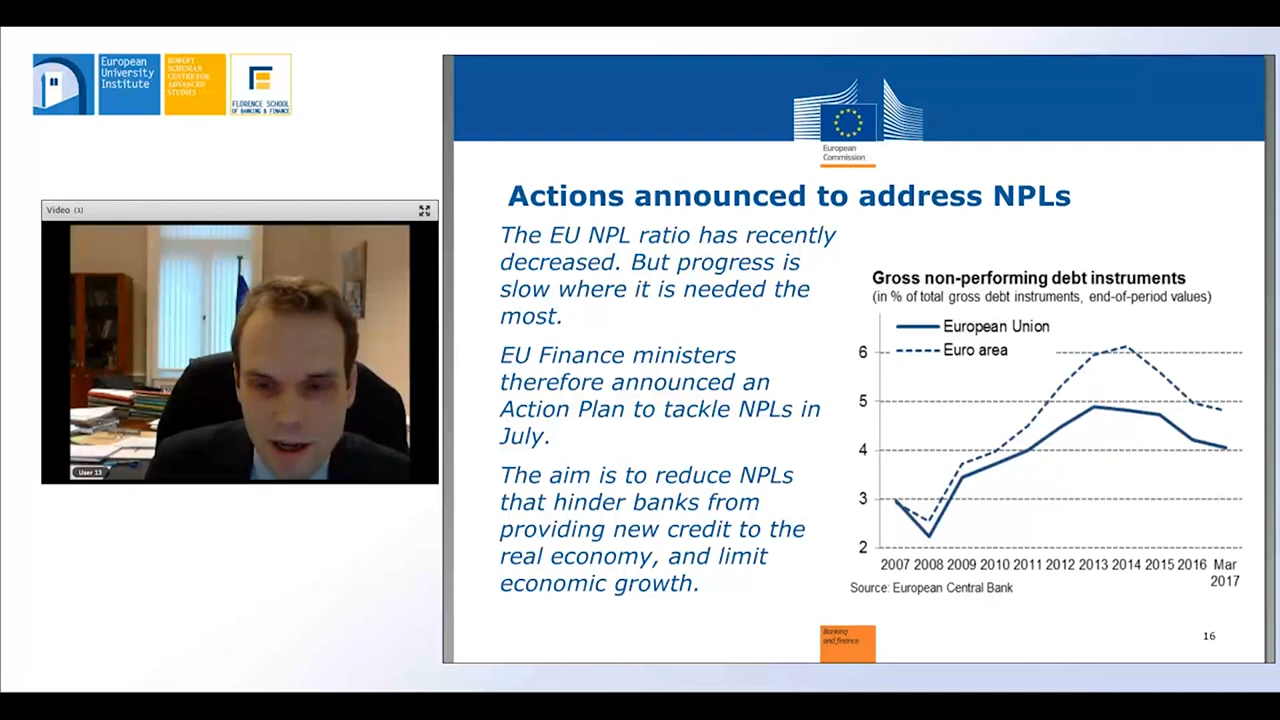 European
University
Institute
ROBERT
SCHUMAN
CENTRE FOR
ADVANCED
STUDIES
FLORENCE SCHOOL
OF BANKING & FINANCE
Video (1)
User 13
European
Commission
Actions announced to address NPLs
The EU NPL ratio has recently
decreased. But progress is
slow where it is needed the
most.
EU Finance ministers
therefore announced an
Action Plan to tackle NPLs in
July.
The aim is to reduce NPLs
that hinder banks from
providing new credit to the
real economy, and limit
economic growth.
Gross non-performing debt instruments
(in % of total gross debt instruments, end-of-period values)
European Union
Euro area
6
5
4
3
2
2007 2008 2009 2010 2011 2012 2013 2014 2015 2016 Mar
2017
Source: European Central Bank
Banking
and finance
16